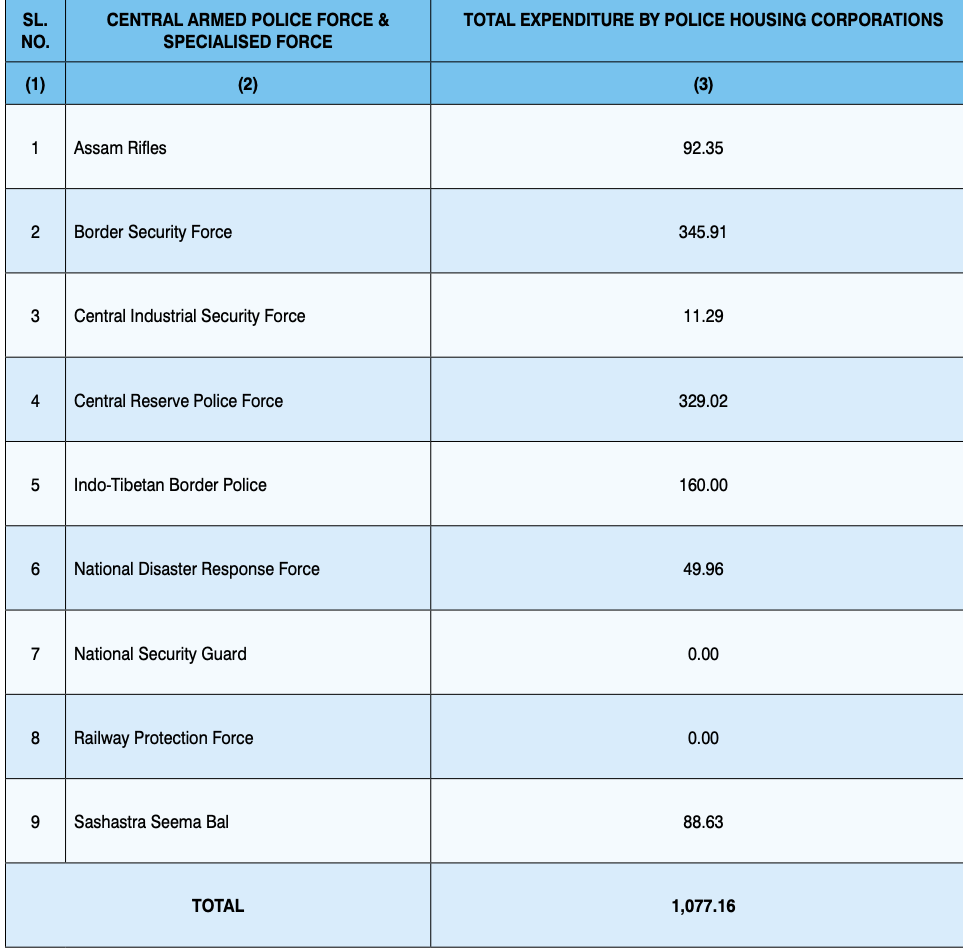 SL. NO. CENTRAL ARMED POLICE FORCE & SPECIALISED FORCE TOTAL EXPENDITURE BY POLICE HOUSING CORPORATIONS
(1) (2) (3)
1 Assam Rifles 92.35
2 Border Security Force 345.91
3 Central Industrial Security Force 11.29
4 Central Reserve Police Force 329.02
5 Indo-Tibetan Border Police 160.00
6 National Disaster Response Force 49.96
7 National Security Guard 0.00
8 Railway Protection Force 0.00
9 Sashastra Seema Bal 88.63
TOTAL 1,077.16